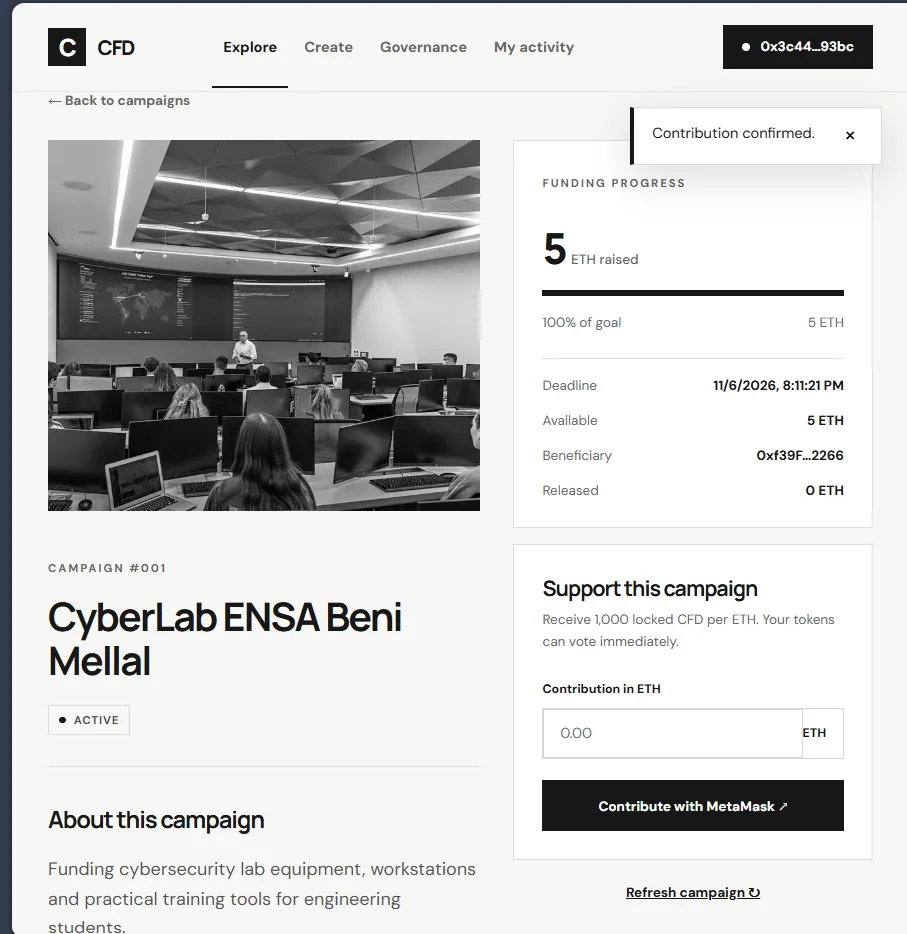 C CFD Explore Create Governance My activity 0x3c44…93bc
← Back to campaigns
Contribution confirmed. ×
FUNDING PROGRESS
5 ETH raised
100% of goal 5 ETH
Deadline 11/6/2026, 8:11:21 PM
Available 5 ETH
Beneficiary 0xf39F…2266
Released 0 ETH
CAMPAIGN #001
CyberLab ENSA Beni
Mellal
ACTIVE
About this campaign
Funding cybersecurity lab equipment, workstations
and practical training tools for engineering
students.
Support this campaign
Receive 1,000 locked CFD per ETH. Your tokens
can vote immediately.
Contribution in ETH
0.00 ETH
Contribute with MetaMask ↗
Refresh campaign ↻